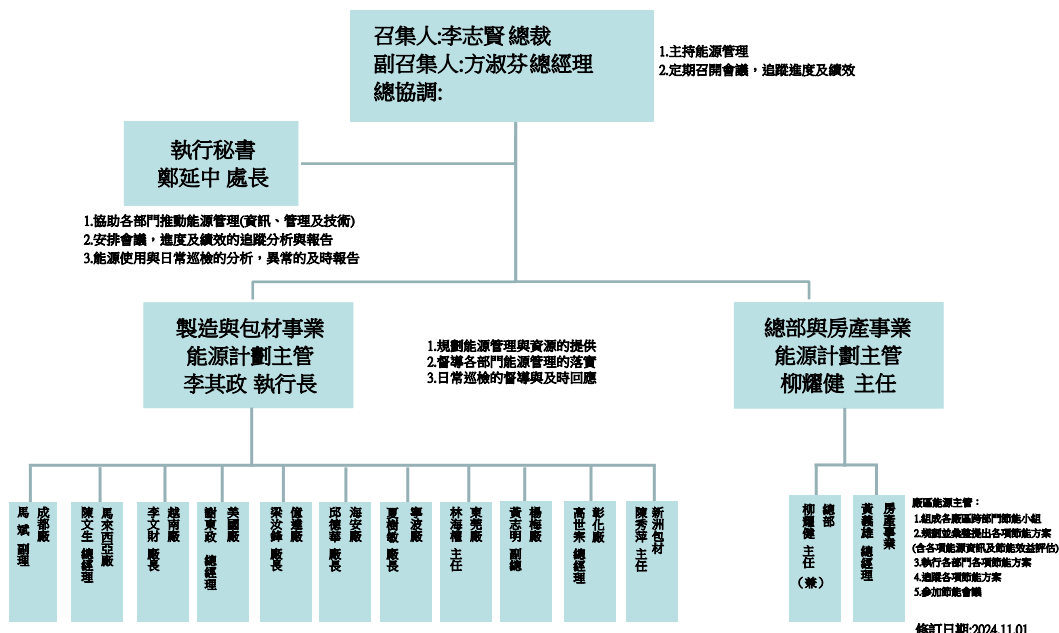 召集人:李志賢 總裁
副召集人:方淑芬總經理
總協調:
1.主持能源管理
2.定期召開會議，追蹤進度及績效
執行秘書
鄭延中 處長
1.協助各部門推動能源管理(資訊、管理及技術)
2.安排會議，進度及績效的追蹤分析與報告
3.能源使用與日常巡檢的分析，異常的及時報告
製造與包材事業
能源計劃主管
李其政 執行長
1.規劃能源管理與資源的提供
2.督導各部門能源管理的落實
3.日常巡檢的督導與及時回應
總部與房產事業
能源計劃主管
柳耀健 主任
成都廠
馬 斌 副理
馬來西亞廠
陳文生 總經理
越南廠
李文財 廠長
美國廠
謝東政 總經理
億達廠
梁汝鋒 廠長
海安廠
邱德華 廠長
寧波廠
夏樹敏 廠長
東莞廠
林海權 主任
楊梅廠
黃志明 副總
彰化廠
高世崇 總經理
新洲包材
陳秀萍 主任
總部
柳耀健 主任（兼）
房產事業
黃義雄 總經理
廠區能源主管：
1.組成各廠區跨部門節能小組
2.規劃並彙整提出各項節能方案
(含各項能源資訊及節能效益評估)
3.執行各部門各項節能方案
4.追蹤各項節能方案
5.參加節能會議
修訂日期:2024.11.01